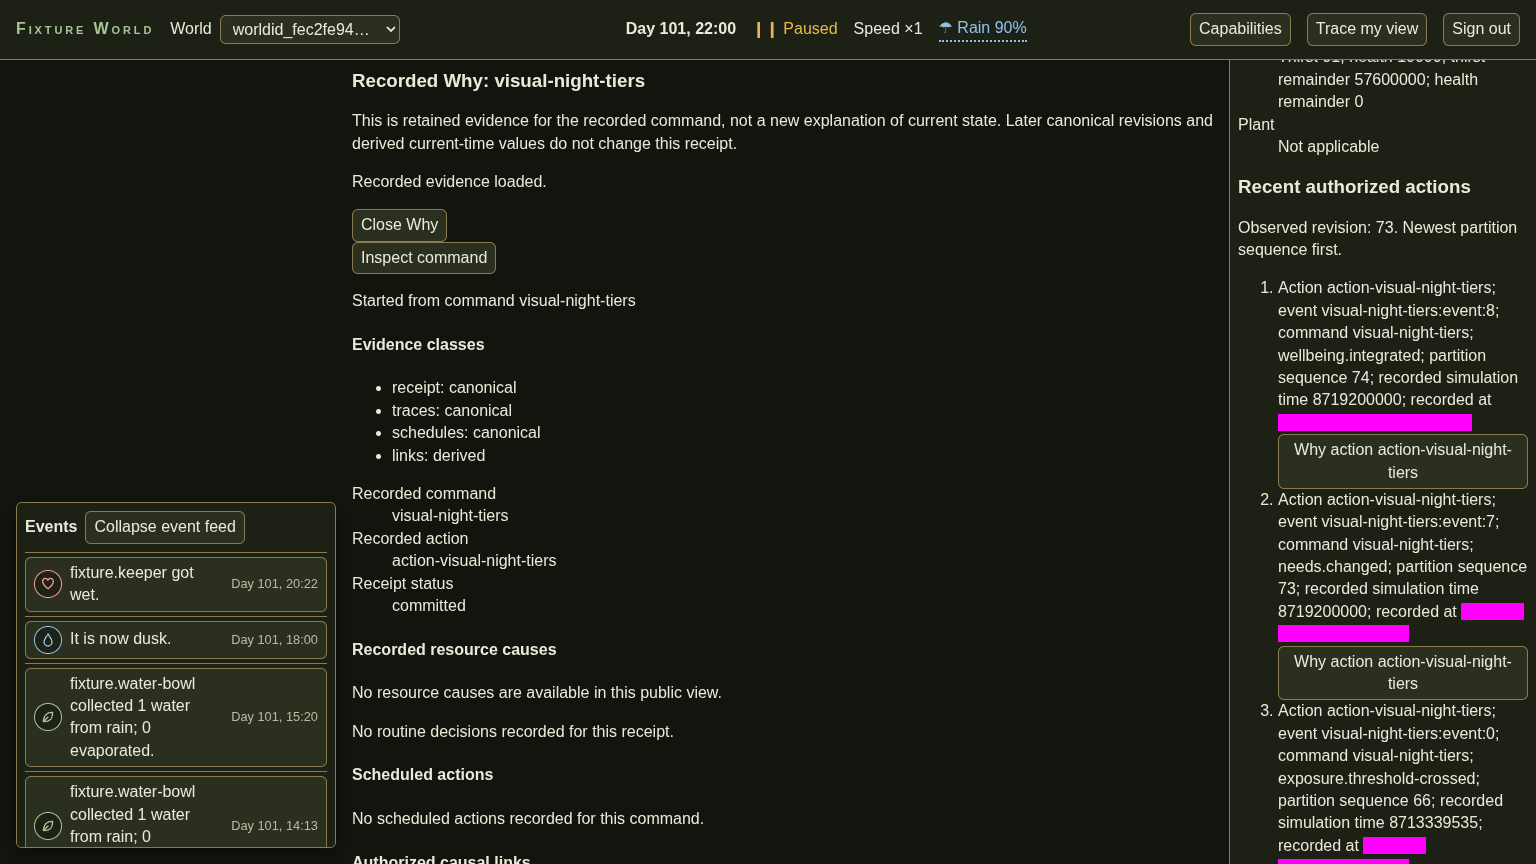 Fixture World
World
worldid_fec2fe94…
Day 101, 22:00
❙❙ Paused
Speed ×1
☂ Rain 90%
Capabilities
Trace my view
Sign out
Recorded Why: visual-night-tiers
This is retained evidence for the recorded command, not a new explanation of current state. Later canonical revisions and
derived current-time values do not change this receipt.
Recorded evidence loaded.
Close Why
Inspect command
Started from command visual-night-tiers
Evidence classes
• receipt: canonical
• traces: canonical
• schedules: canonical
• links: derived
Recorded command
visual-night-tiers
Recorded action
action-visual-night-tiers
Receipt status
committed
Recorded resource causes
No resource causes are available in this public view.
No routine decisions recorded for this receipt.
Scheduled actions
No scheduled actions recorded for this command.
Authorized causal links
Events
Collapse event feed
fixture.keeper got
wet.
Day 101, 20:22
It is now dusk.
Day 101, 18:00
fixture.water-bowl
collected 1 water
from rain; 0
evaporated.
Day 101, 15:20
fixture.water-bowl
collected 1 water
from rain; 0
Day 101, 14:13
remainder 57600000; health
remainder 0
Plant
Not applicable
Recent authorized actions
Observed revision: 73. Newest partition
sequence first.
1. Action action-visual-night-tiers;
event visual-night-tiers:event:8;
command visual-night-tiers;
wellbeing.integrated; partition
sequence 74; recorded simulation
time 8719200000; recorded at
Why action action-visual-night-
tiers
2. Action action-visual-night-tiers;
event visual-night-tiers:event:7;
command visual-night-tiers;
needs.changed; partition sequence
73; recorded simulation time
8719200000; recorded at
Why action action-visual-night-
tiers
3. Action action-visual-night-tiers;
event visual-night-tiers:event:0;
command visual-night-tiers;
exposure.threshold-crossed;
partition sequence 66; recorded
simulation time 8713339535;
recorded at